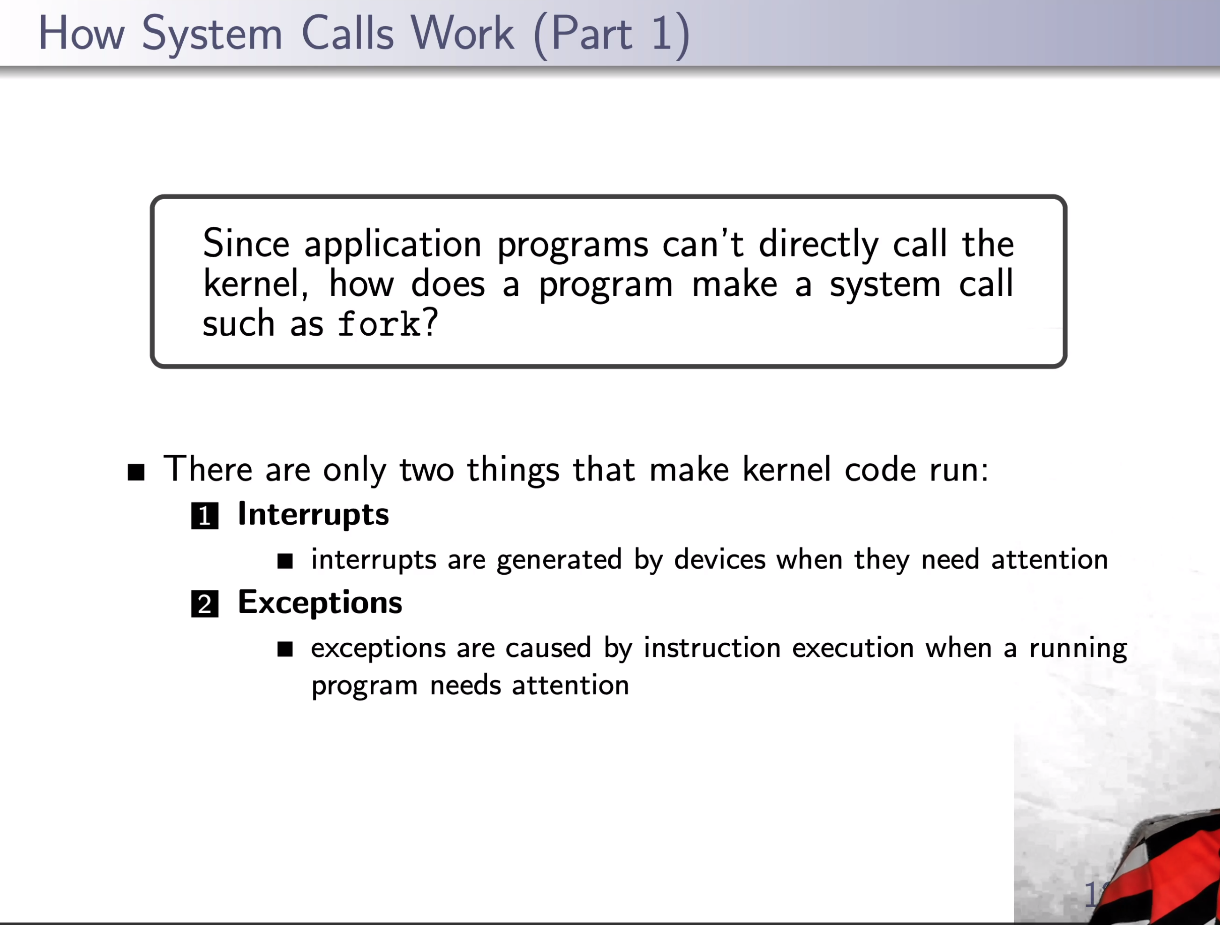 How System Calls Work (Part 1)
Since application programs can't directly call the
kernel, how does a program make a system call
such as fork?
There are only two things that make kernel code run:
1 Interrupts
interrupts are generated by devices when they need attention
2 Exceptions
exceptions are caused by instruction execution when a running
program needs attention